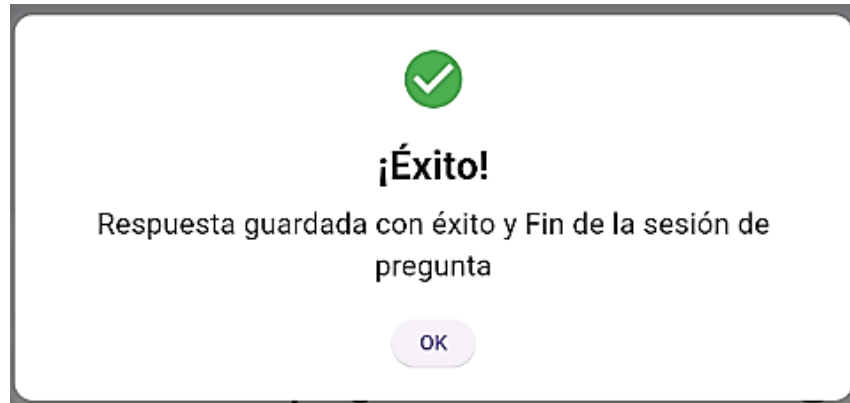 ¡Éxito!
Respuesta guardada con éxito y Fin de la sesión de
pregunta
OK